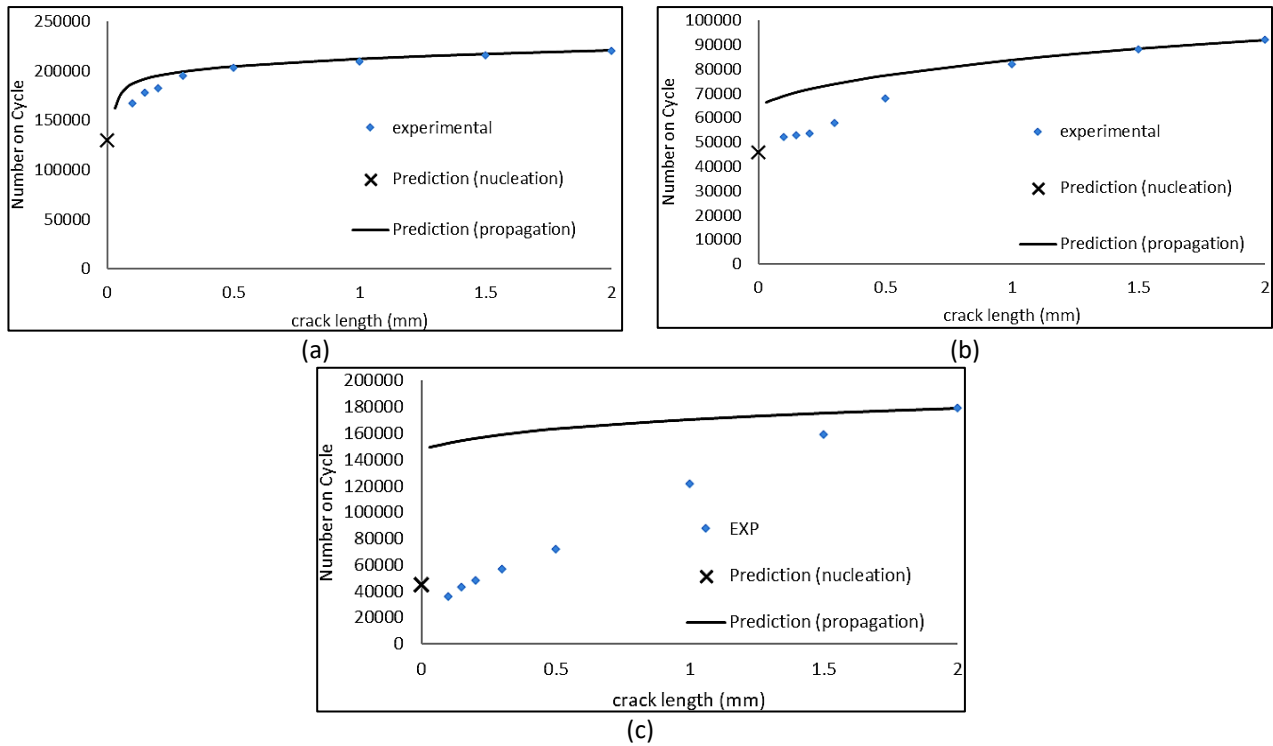 250000
200000
150000
100000
50000
0
Number on Cycle
0 0.5 1 1.5 2
crack length (mm)
experimental
Prediction (nucleation)
Prediction (propagation)
(a)
100000
90000
80000
70000
60000
50000
40000
30000
20000
10000
0
Number on Cycle
0 0.5 1 1.5 2
crack length (mm)
experimental
Prediction (nucleation)
Prediction (propagation)
(b)
200000
180000
160000
140000
120000
100000
80000
60000
40000
20000
0
Number on Cycle
0 0.5 1 1.5 2
crack length (mm)
EXP
Prediction (nucleation)
Prediction (propagation)
(c)